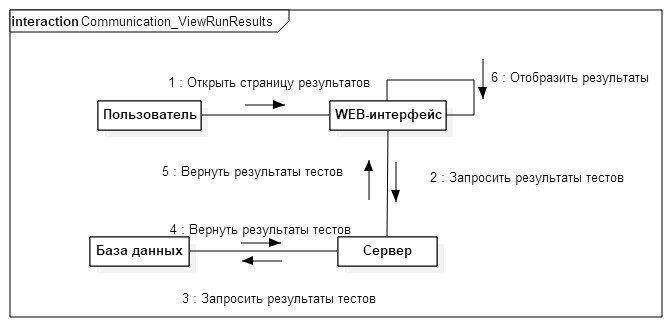 interaction Communication_ViewRunResults
1 : Открыть страницу результатов
6 : Отобразить результаты
Пользователь
WEB-интерфейс
5 : Вернуть результаты тестов
2 : Запросить результаты тестов
4 : Вернуть результаты тестов
База данных
Сервер
3 : Запросить результаты тестов